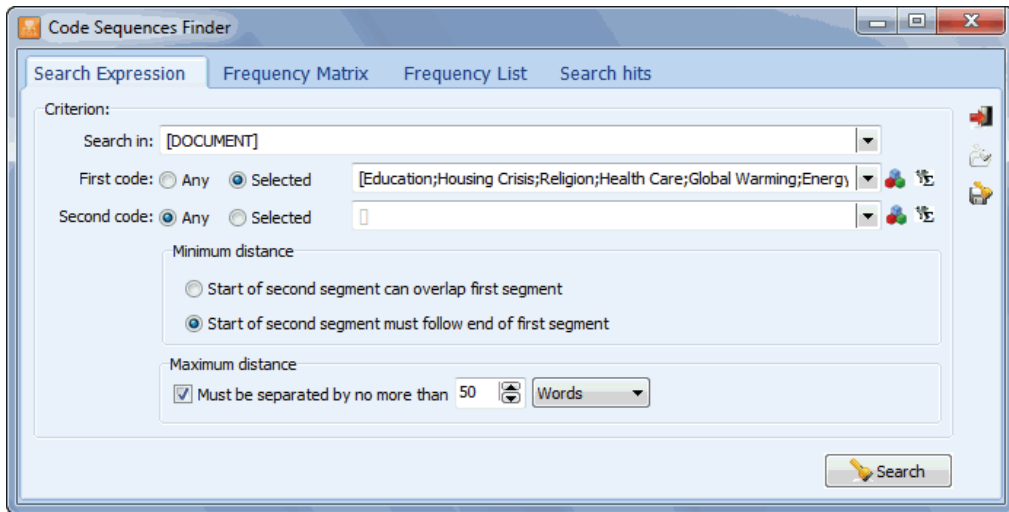 Code Sequences Finder
Search Expression Frequency Matrix Frequency List Search hits
Criterion:
Search in: [DOCUMENT]
First code: Any Selected [Education;Housing Crisis;Religion;Health Care;Global Warming;Energy
Second code: Any Selected []
Minimum distance
Start of second segment can overlap first segment
Start of second segment must follow end of first segment
Maximum distance
Must be separated by no more than 50 Words
Search